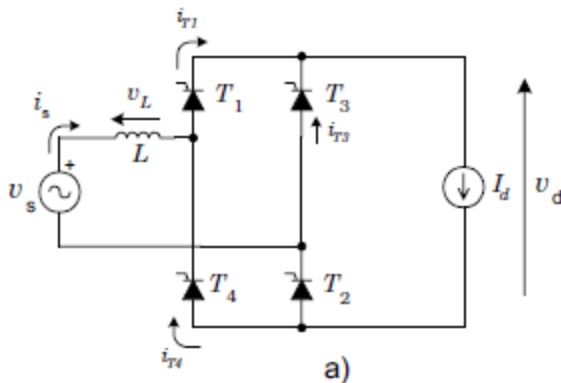 i_T1
v_L T_1 T_3
i_s
+ L i_T3
v_s I_d v_d
T_4 T_2
i_T4
a)